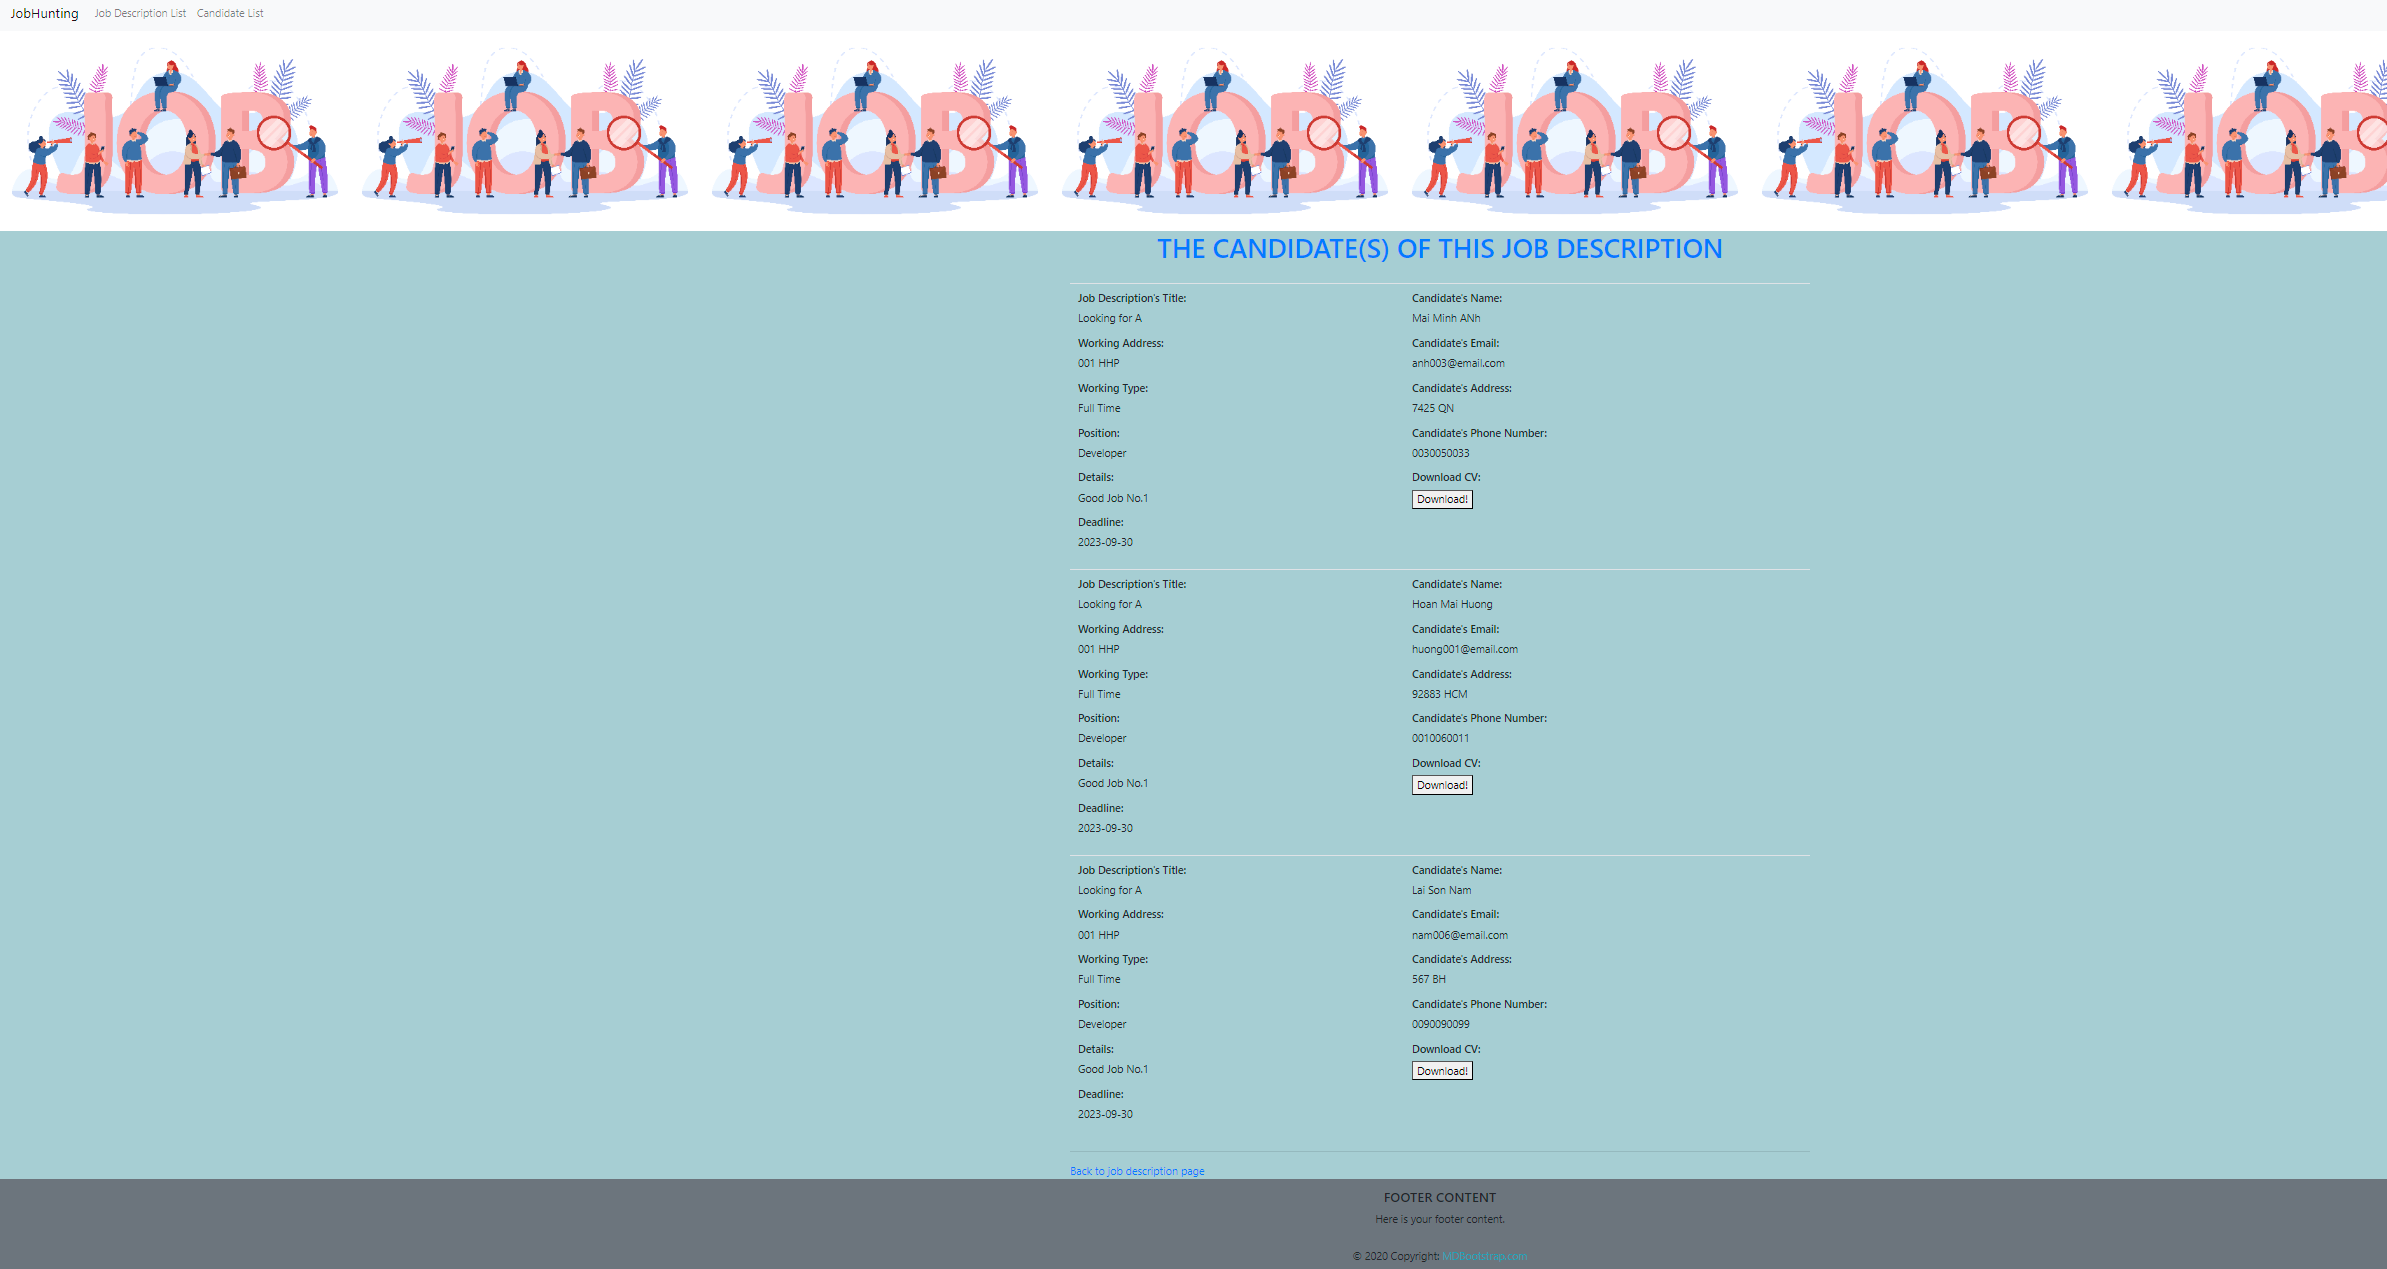 JobHunting Job Description List Candidate List
JOB JOB JOB JOB JOB JOB JOB
THE CANDIDATE(S) OF THIS JOB DESCRIPTION
Job Description's Title:
Looking for A
Working Address:
001 HHP
Working Type:
Full Time
Position:
Developer
Details:
Good Job No.1
Deadline:
2023-09-30
Candidate's Name:
Mai Minh ANh
Candidate's Email:
anh003@email.com
Candidate's Address:
7425 QN
Candidate's Phone Number:
0030050033
Download CV:
Download!
Job Description's Title:
Looking for A
Working Address:
001 HHP
Working Type:
Full Time
Position:
Developer
Details:
Good Job No.1
Deadline:
2023-09-30
Candidate's Name:
Hoan Mai Huong
Candidate's Email:
huong001@email.com
Candidate's Address:
92883 HCM
Candidate's Phone Number:
0010060011
Download CV:
Download!
Job Description's Title:
Looking for A
Working Address:
001 HHP
Working Type:
Full Time
Position:
Developer
Details:
Good Job No.1
Deadline:
2023-09-30
Candidate's Name:
Lai Son Nam
Candidate's Email:
nam006@email.com
Candidate's Address:
567 BH
Candidate's Phone Number:
0090090099
Download CV:
Download!
Back to job description page
FOOTER CONTENT
Here is your footer content.
© 2020 Copyright: MDBootstrap.com